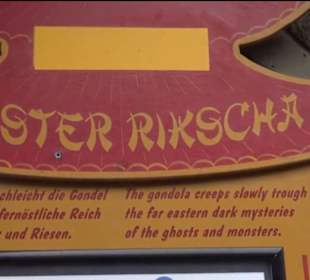 STER RIKSCHA
chleicht die Gondel
fernöstliche Reich
und Riesen.
The gondola creeps slowly trough
the far eastern dark mysteries
of the ghosts and monsters.